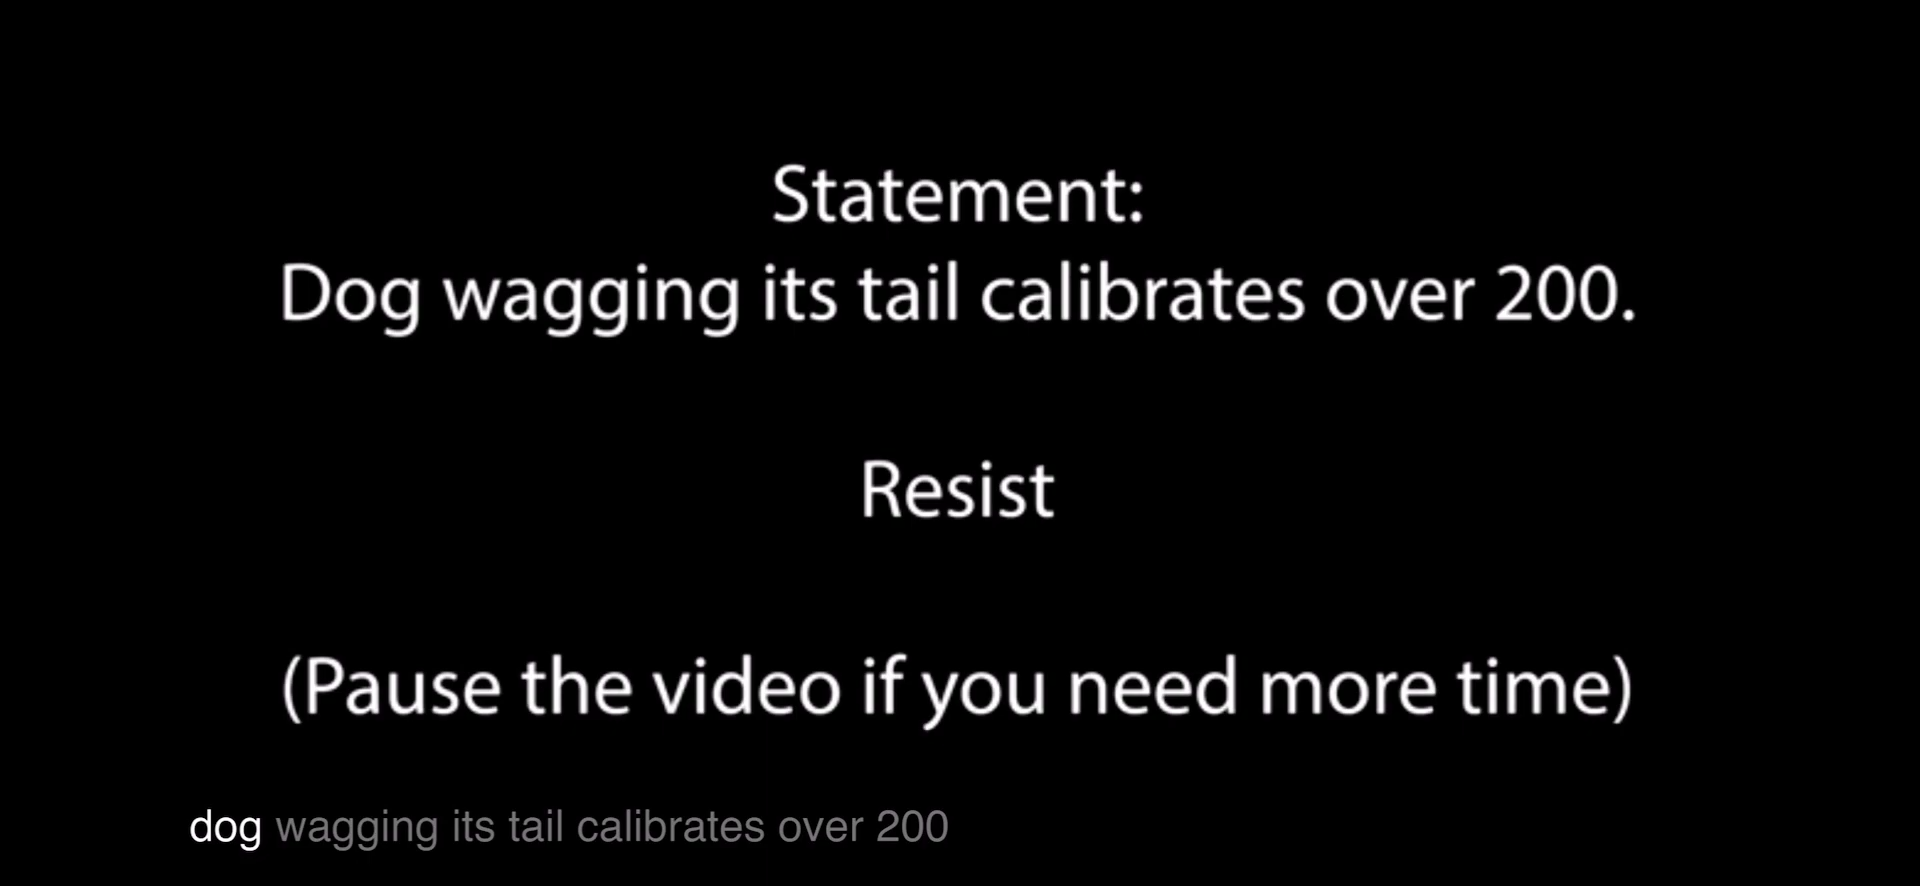 Statement:
Dog wagging its tail calibrates over 200.
Resist
(Pause the video if you need more time)
dog wagging its tail calibrates over 200